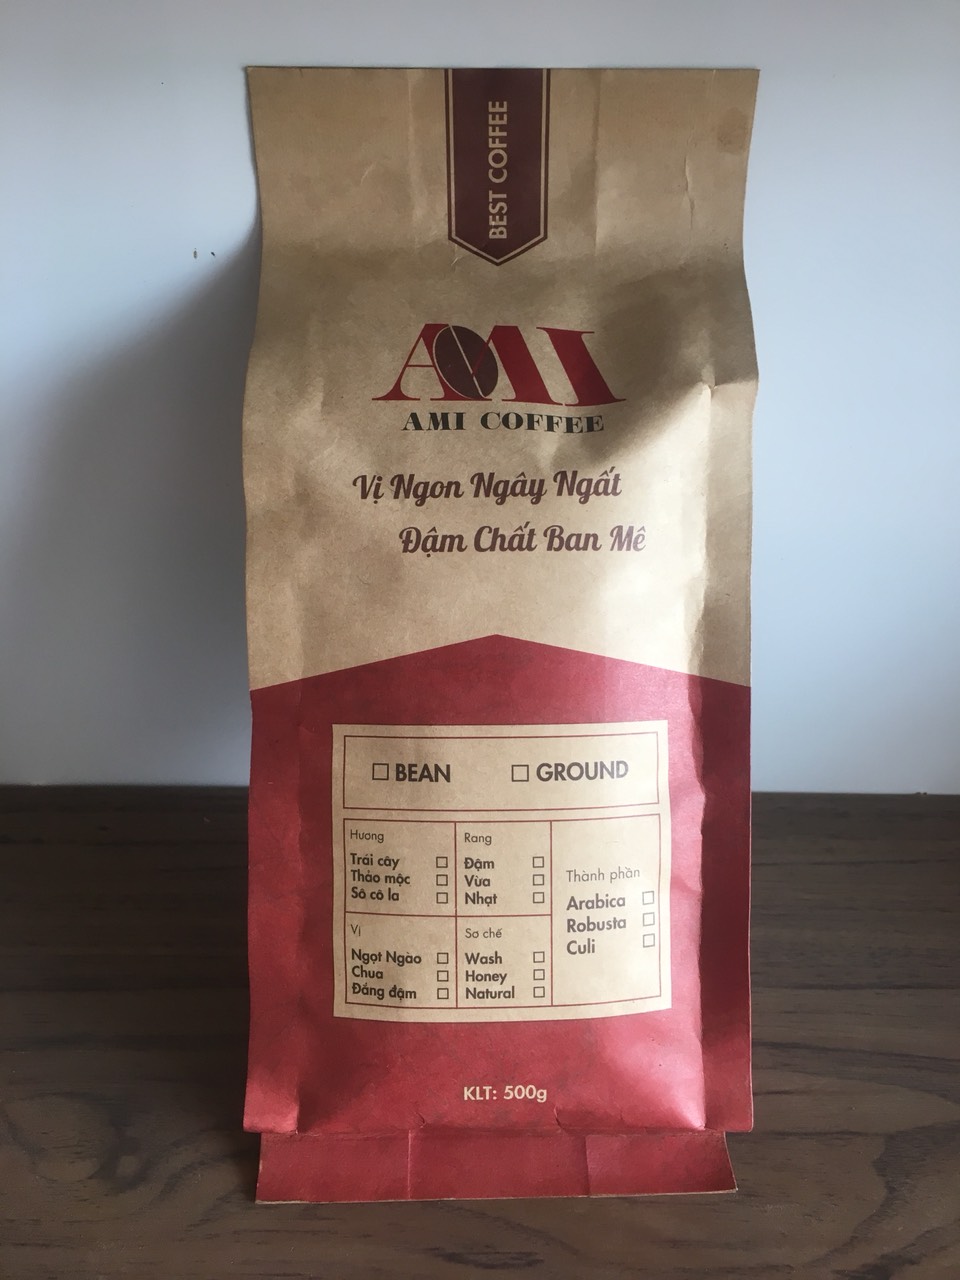 BEST COFFEE
AMI
AMI COFFEE
Vị Ngon Ngây Ngất
Đậm Chất Ban Mê
☐ BEAN ☐ GROUND
Hương
Trái cây ☐
Thảo mộc ☐
Sô cô la ☐
Rang
Đậm ☐
Vừa ☐
Nhạt ☐
Vị
Ngọt Ngào ☐
Chua ☐
Đắng đậm ☐
Sơ chế
Wash ☐
Honey ☐
Natural ☐
Thành phần
Arabica ☐
Robusta ☐
Culi ☐
KLT: 500g